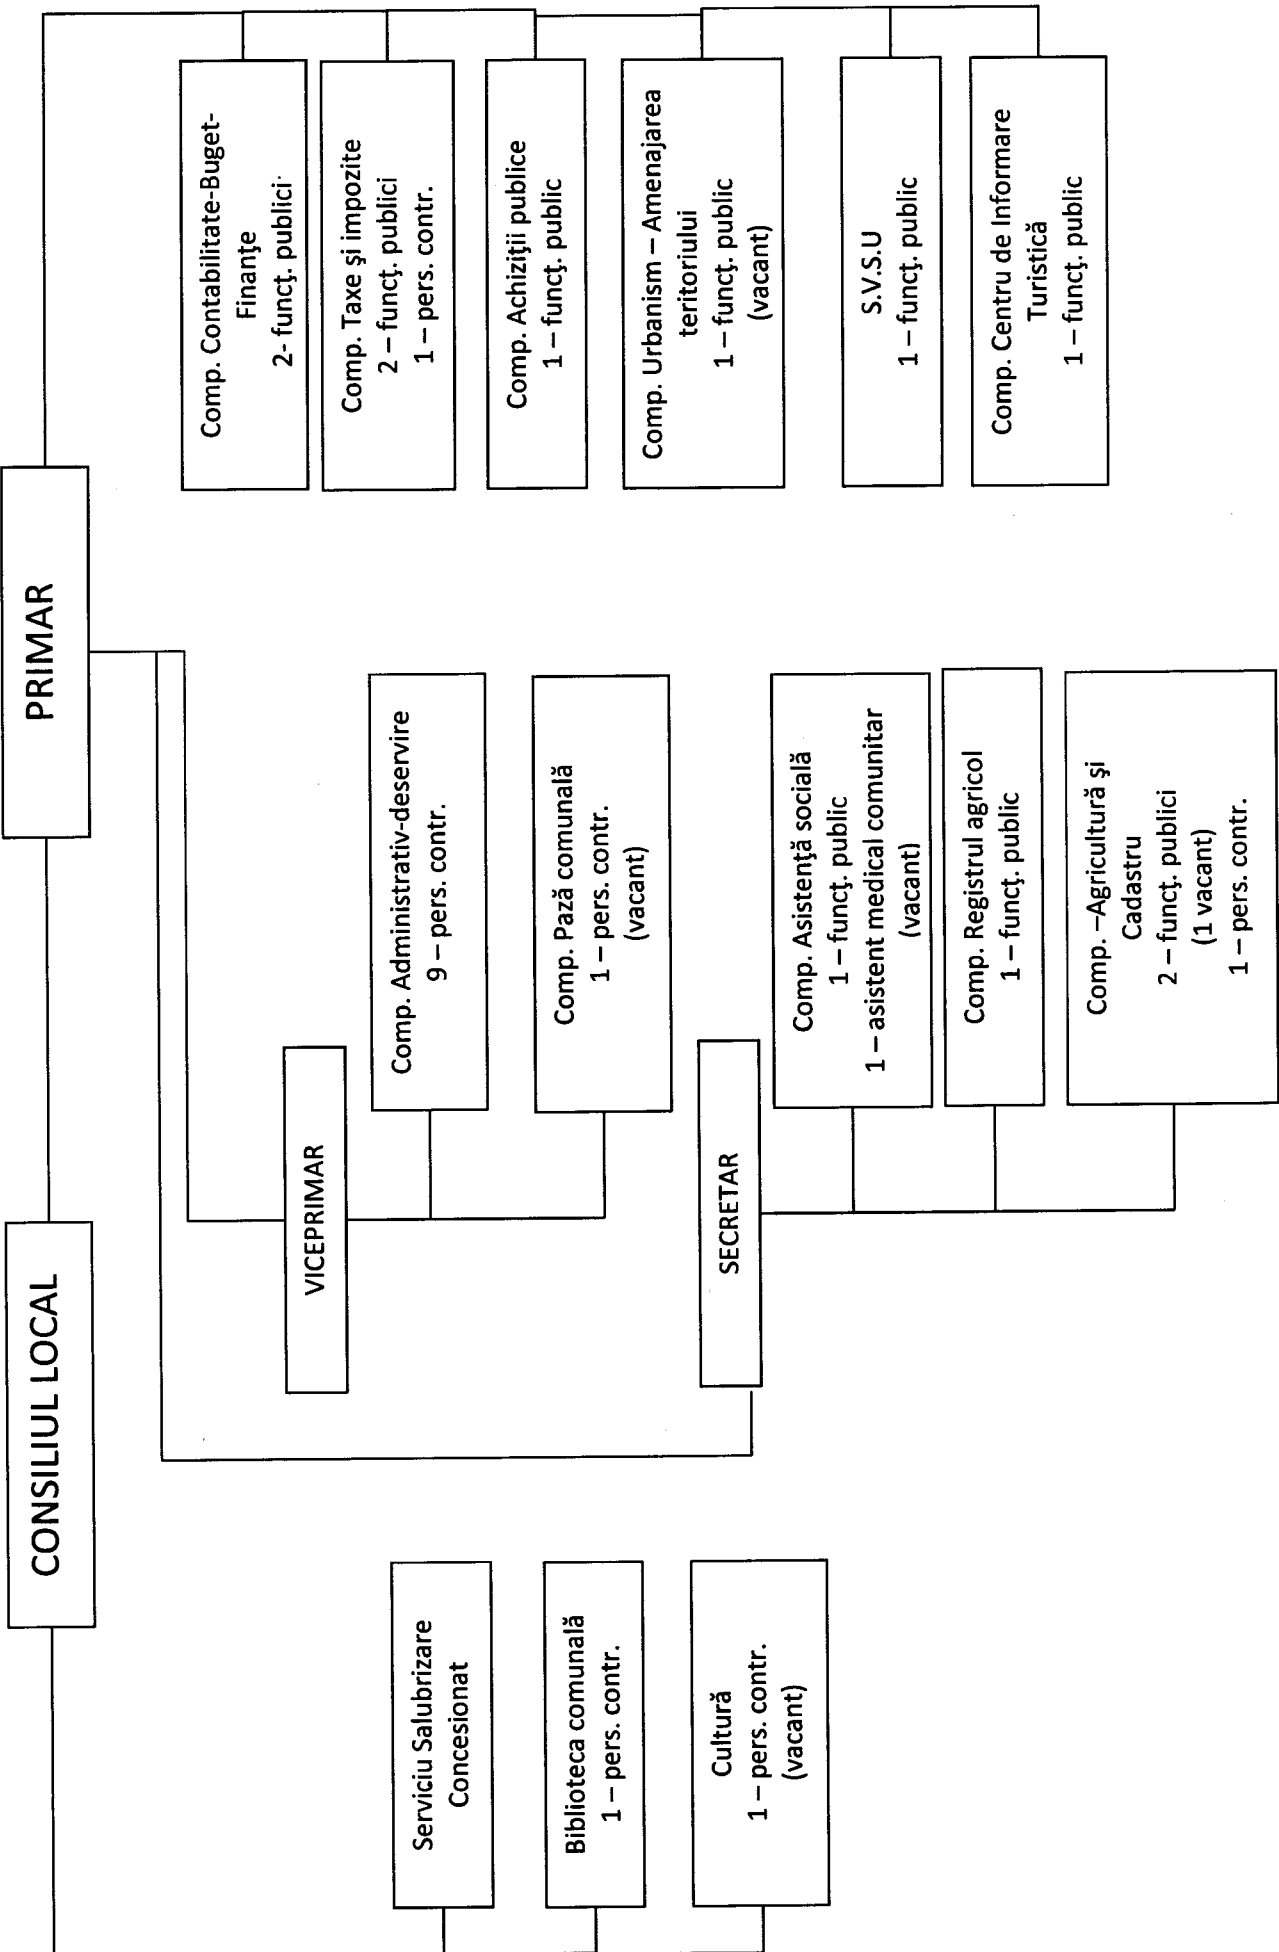 CONSILIUL LOCAL
PRIMAR
Serviciu Salubrizare
Concesionat
Biblioteca comunală
1 – pers. contr.
Cultură
1 – pers. contr.
(vacant)
VICEPRIMAR
Comp. Administrativ-deservire
9 – pers. contr.
Comp. Pază comunală
1 – pers. contr.
(vacant)
SECRETAR
Comp. Asistenţă socială
1 – funcţ. public
1 – asistent medical comunitar
(vacant)
Comp. Registrul agricol
1 – funcţ. public
Comp. –Agricultură şi
Cadastru
2 – funcţ. publici
(1 vacant)
1 – pers. contr.
Comp. Contabilitate-Buget-
Finanţe
2- funcţ. publici
Comp. Taxe şi impozite
2 – funcţ. publici
1 – pers. contr.
Comp. Achiziţii publice
1 – funcţ. public
Comp. Urbanism – Amenajarea
teritoriului
1 – funcţ. public
(vacant)
S.V.S.U
1 – funcţ. public
Comp. Centru de Informare
Turistică
1 – funcţ. public